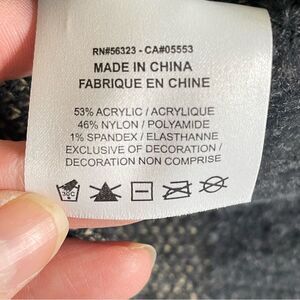 RN#56323 - CA#05553
MADE IN CHINA
FABRIQUE EN CHINE
53% ACRYLIC / ACRYLIQUE
46% NYLON / POLYAMIDE
1% SPANDEX / ELASTHANNE
EXCLUSIVE OF DECORATION /
DECORATION NON COMPRISE
30C